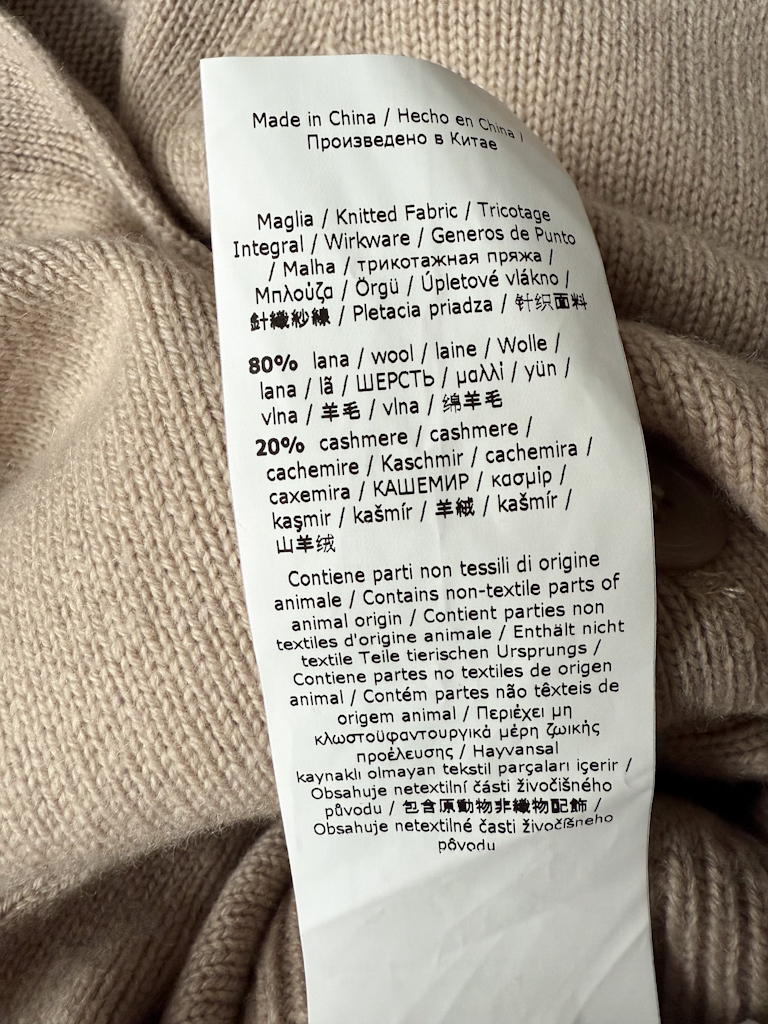 Made in China / Hecho en China /
Произведено в Китае
Maglia / Knitted Fabric / Tricotage
Integral / Wirkware / Generos de Punto
/ Malha / трикотажная пряжа /
Μπλούζα / Örgü / Úpletové vlákno /
針織紗線 / Pletacia priadza / 针织面料
80% lana / wool / laine / Wolle /
lana / lã / ШЕРСТЬ / μαλλί / yün /
vlna / 羊毛 / vlna / 绵羊毛
20% cashmere / cashmere /
cachemire / Kaschmir / cachemira /
caxemira / КАШЕМИР / κασμίρ /
kaşmir / kašmír / 羊絨 / kašmír /
山羊绒
Contiene parti non tessili di origine
animale / Contains non-textile parts of
animal origin / Contient parties non
textiles d'origine animale / Enthält nicht
textile Teile tierischen Ursprungs /
Contiene partes no textiles de origen
animal / Contém partes não têxteis de
origem animal / Περιέχει μη
κλωστοϋφαντουργικά μέρη ζωικής
προέλευσης / Hayvansal
kaynaklı olmayan tekstil parçaları içerir /
Obsahuje netextilní části živočišného
původu / 包含原動物非織物配飾 /
Obsahuje netextilné časti živočíšneho
pôvodu